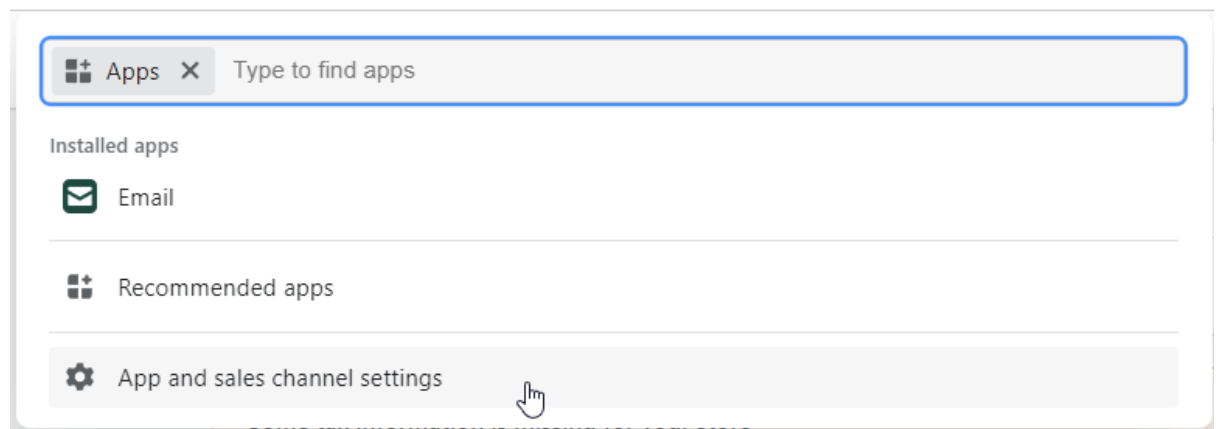 Apps Type to find apps
Installed apps
Email
Recommended apps
App and sales channel settings